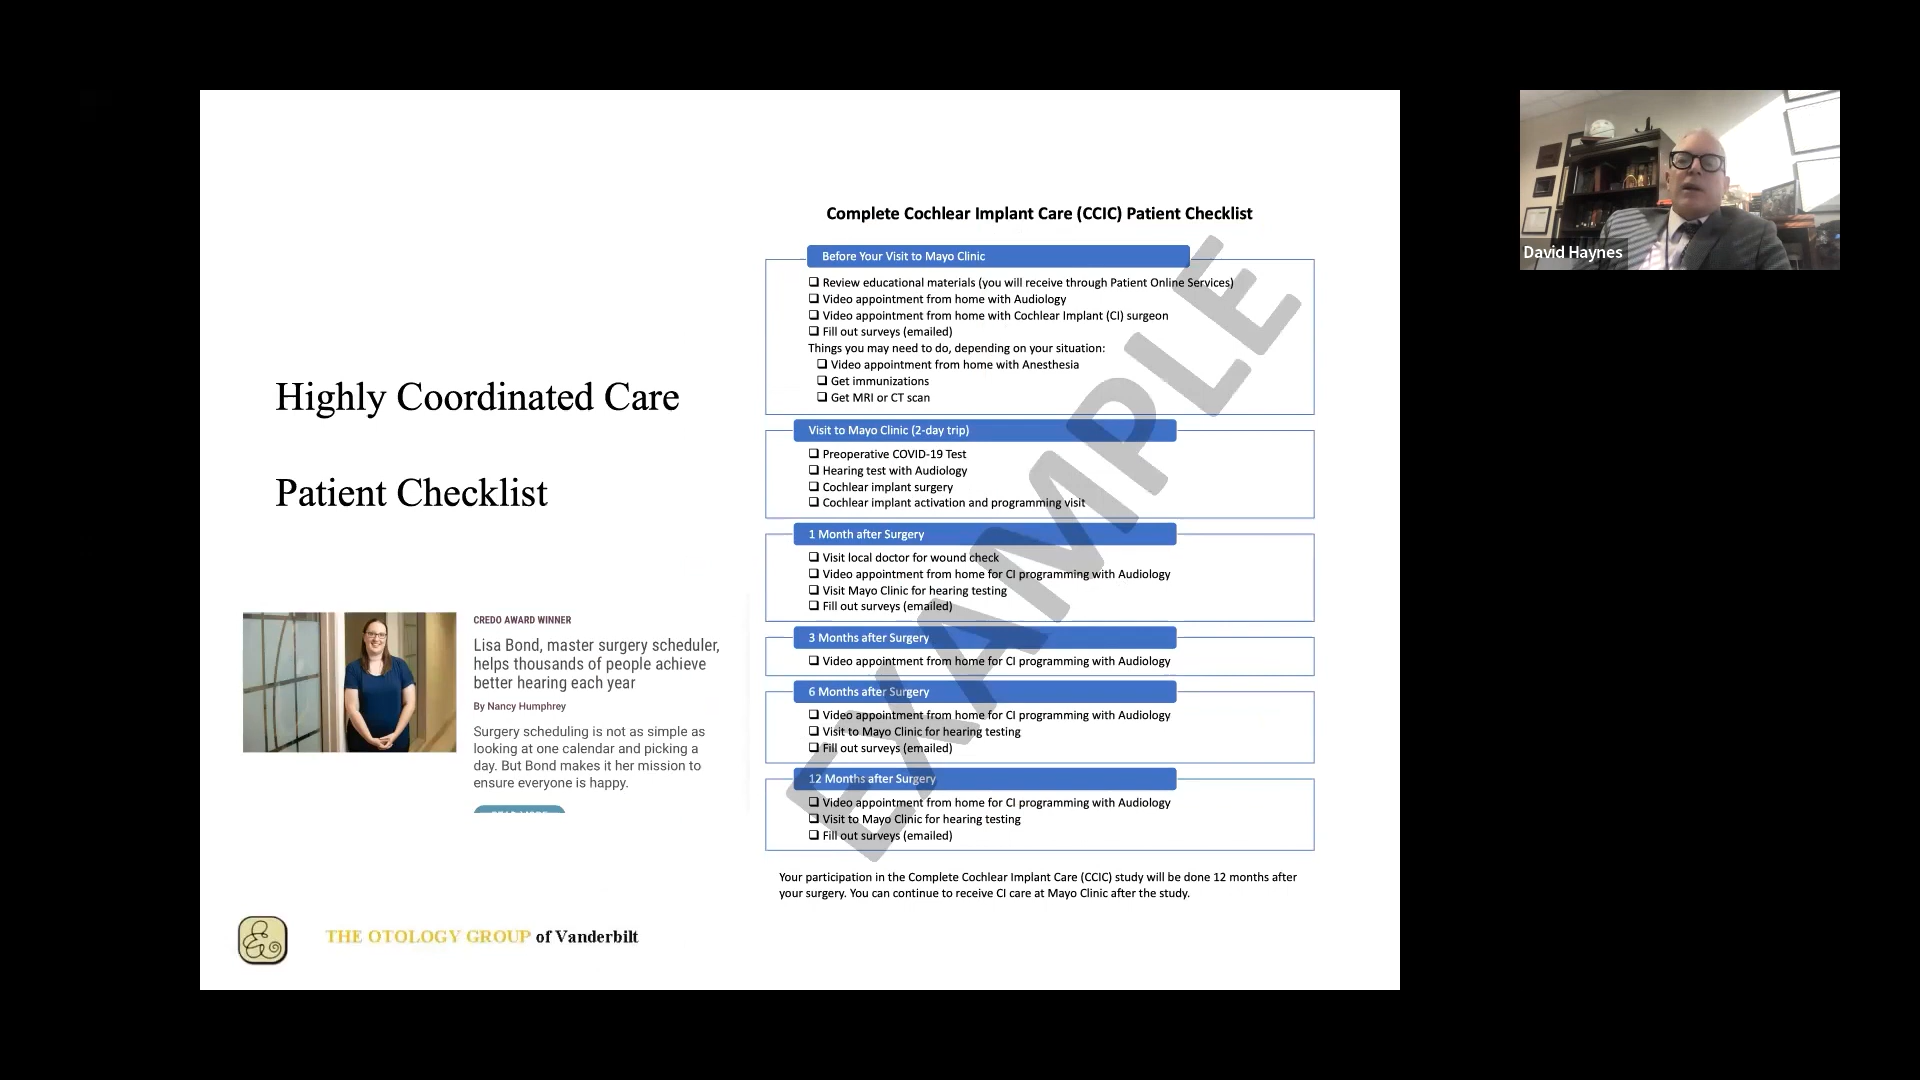 Highly Coordinated Care
Patient Checklist
CREDO AWARD WINNER
Lisa Bond, master surgery scheduler,
helps thousands of people achieve
better hearing each year
By Nancy Humphrey
Surgery scheduling is not as simple as
looking at one calendar and picking a
day. But Bond makes it her mission to
ensure everyone is happy.
THE OTOLOGY GROUP of Vanderbilt
Complete Cochlear Implant Care (CCIC) Patient Checklist
Before Your Visit to Mayo Clinic
Review educational materials (you will receive through Patient Online Services)
Video appointment from home with Audiology
Video appointment from home with Cochlear Implant (CI) surgeon
Fill out surveys (emailed)
Things you may need to do, depending on your situation:
Video appointment from home with Anesthesia
Get immunizations
Get MRI or CT scan
Visit to Mayo Clinic (2-day trip)
Preoperative COVID-19 Test
Hearing test with Audiology
Cochlear implant surgery
Cochlear implant activation and programming visit
1 Month after Surgery
Visit local doctor for wound check
Video appointment from home for CI programming with Audiology
Visit Mayo Clinic for hearing testing
Fill out surveys (emailed)
3 Months after Surgery
Video appointment from home for CI programming with Audiology
6 Months after Surgery
Video appointment from home for CI programming with Audiology
Visit to Mayo Clinic for hearing testing
Fill out surveys (emailed)
12 Months after Surgery
Video appointment from home for CI programming with Audiology
Visit to Mayo Clinic for hearing testing
Fill out surveys (emailed)
Your participation in the Complete Cochlear Implant Care (CCIC) study will be done 12 months after
your surgery. You can continue to receive CI care at Mayo Clinic after the study.
EXAMPLE
David Haynes